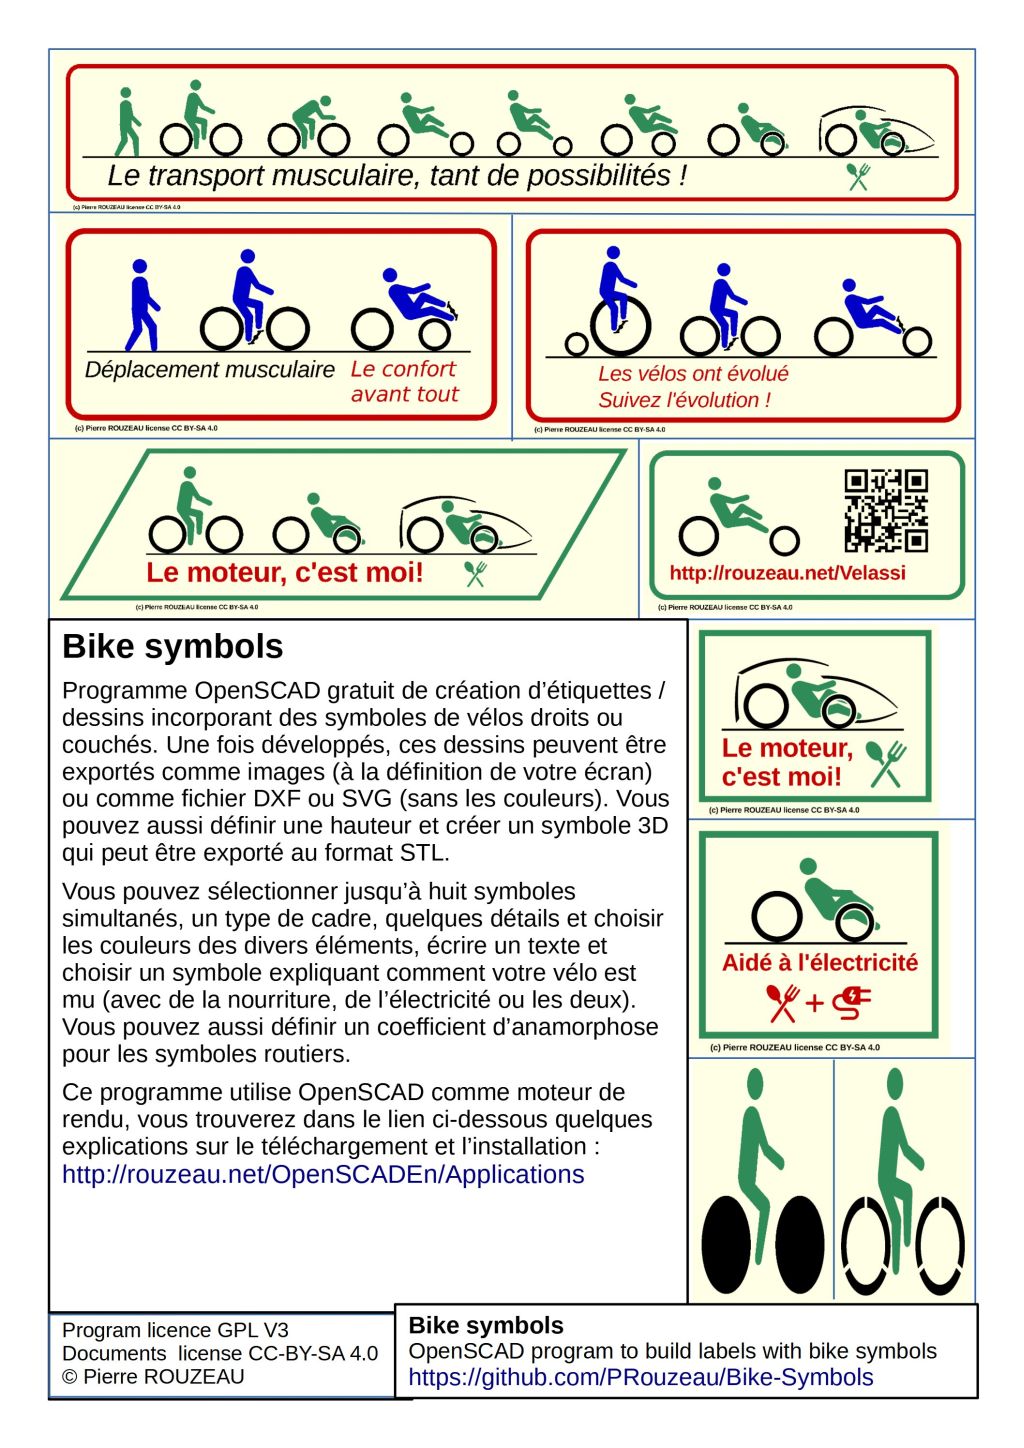 Le transport musculaire, tant de possibilités !
(c) Pierre ROUZEAU license CC BY-SA 4.0
Déplacement musculaire
Le confort
avant tout
(c) Pierre ROUZEAU license CC BY-SA 4.0
Les vélos ont évolué
Suivez l'évolution !
(c) Pierre ROUZEAU license CC BY-SA 4.0
Le moteur, c'est moi!
(c) Pierre ROUZEAU license CC BY-SA 4.0
http://rouzeau.net/Velassi
(c) Pierre ROUZEAU license CC BY-SA 4.0
Bike symbols
Programme OpenSCAD gratuit de création d’étiquettes /
dessins incorporant des symboles de vélos droits ou
couchés. Une fois développés, ces dessins peuvent être
exportés comme images (à la définition de votre écran)
ou comme fichier DXF ou SVG (sans les couleurs). Vous
pouvez aussi définir une hauteur et créer un symbole 3D
qui peut être exporté au format STL.
Vous pouvez sélectionner jusqu’à huit symboles
simultanés, un type de cadre, quelques détails et choisir
les couleurs des divers éléments, écrire un texte et
choisir un symbole expliquant comment votre vélo est
mu (avec de la nourriture, de l’électricité ou les deux).
Vous pouvez aussi définir un coefficient d’anamorphose
pour les symboles routiers.
Ce programme utilise OpenSCAD comme moteur de
rendu, vous trouverez dans le lien ci-dessous quelques
explications sur le téléchargement et l’installation :
http://rouzeau.net/OpenSCADEn/Applications
Le moteur,
c'est moi!
(c) Pierre ROUZEAU license CC BY-SA 4.0
Aidé à l'électricité
+
(c) Pierre ROUZEAU license CC BY-SA 4.0
Program licence GPL V3
Documents license CC-BY-SA 4.0
© Pierre ROUZEAU
Bike symbols
OpenSCAD program to build labels with bike symbols
https://github.com/PRouzeau/Bike-Symbols